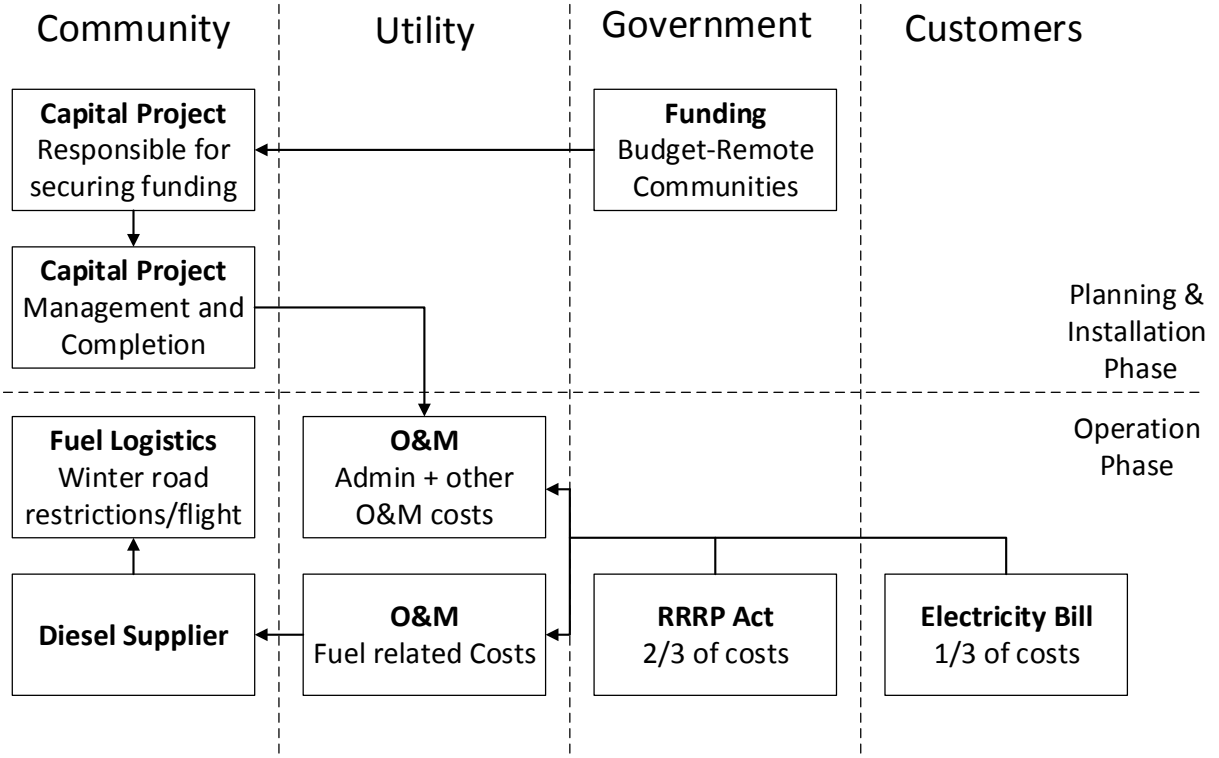 Community
Utility
Government
Customers
Capital Project
Responsible for
securing funding
Funding
Budget-Remote
Communities
Capital Project
Management and
Completion
Planning &
Installation
Phase
Fuel Logistics
Winter road
restrictions/flight
O&M
Admin + other
O&M costs
Operation
Phase
Diesel Supplier
O&M
Fuel related Costs
RRRP Act
2/3 of costs
Electricity Bill
1/3 of costs